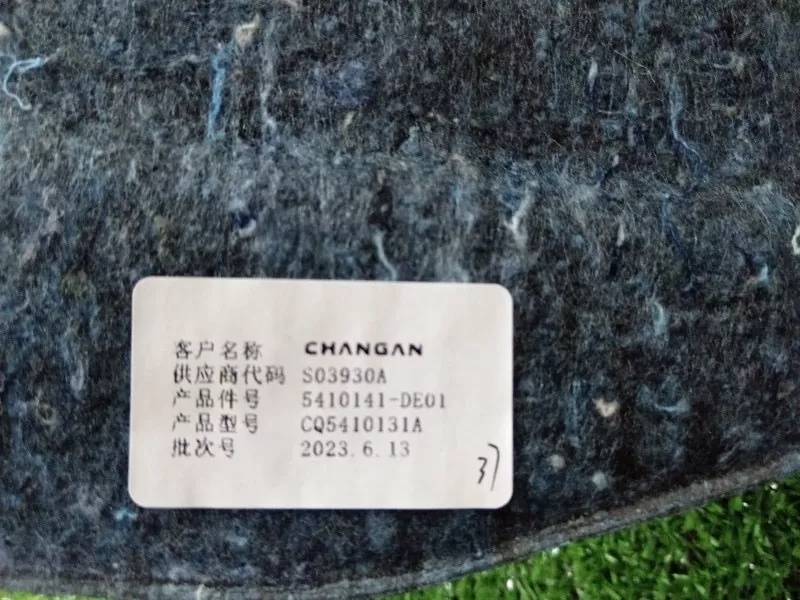 客户名称 CHANGAN
供应商代码 S03930A
产品件号 5410141-DE01
产品型号 CQ5410131A
批次号 2023.6.13
37